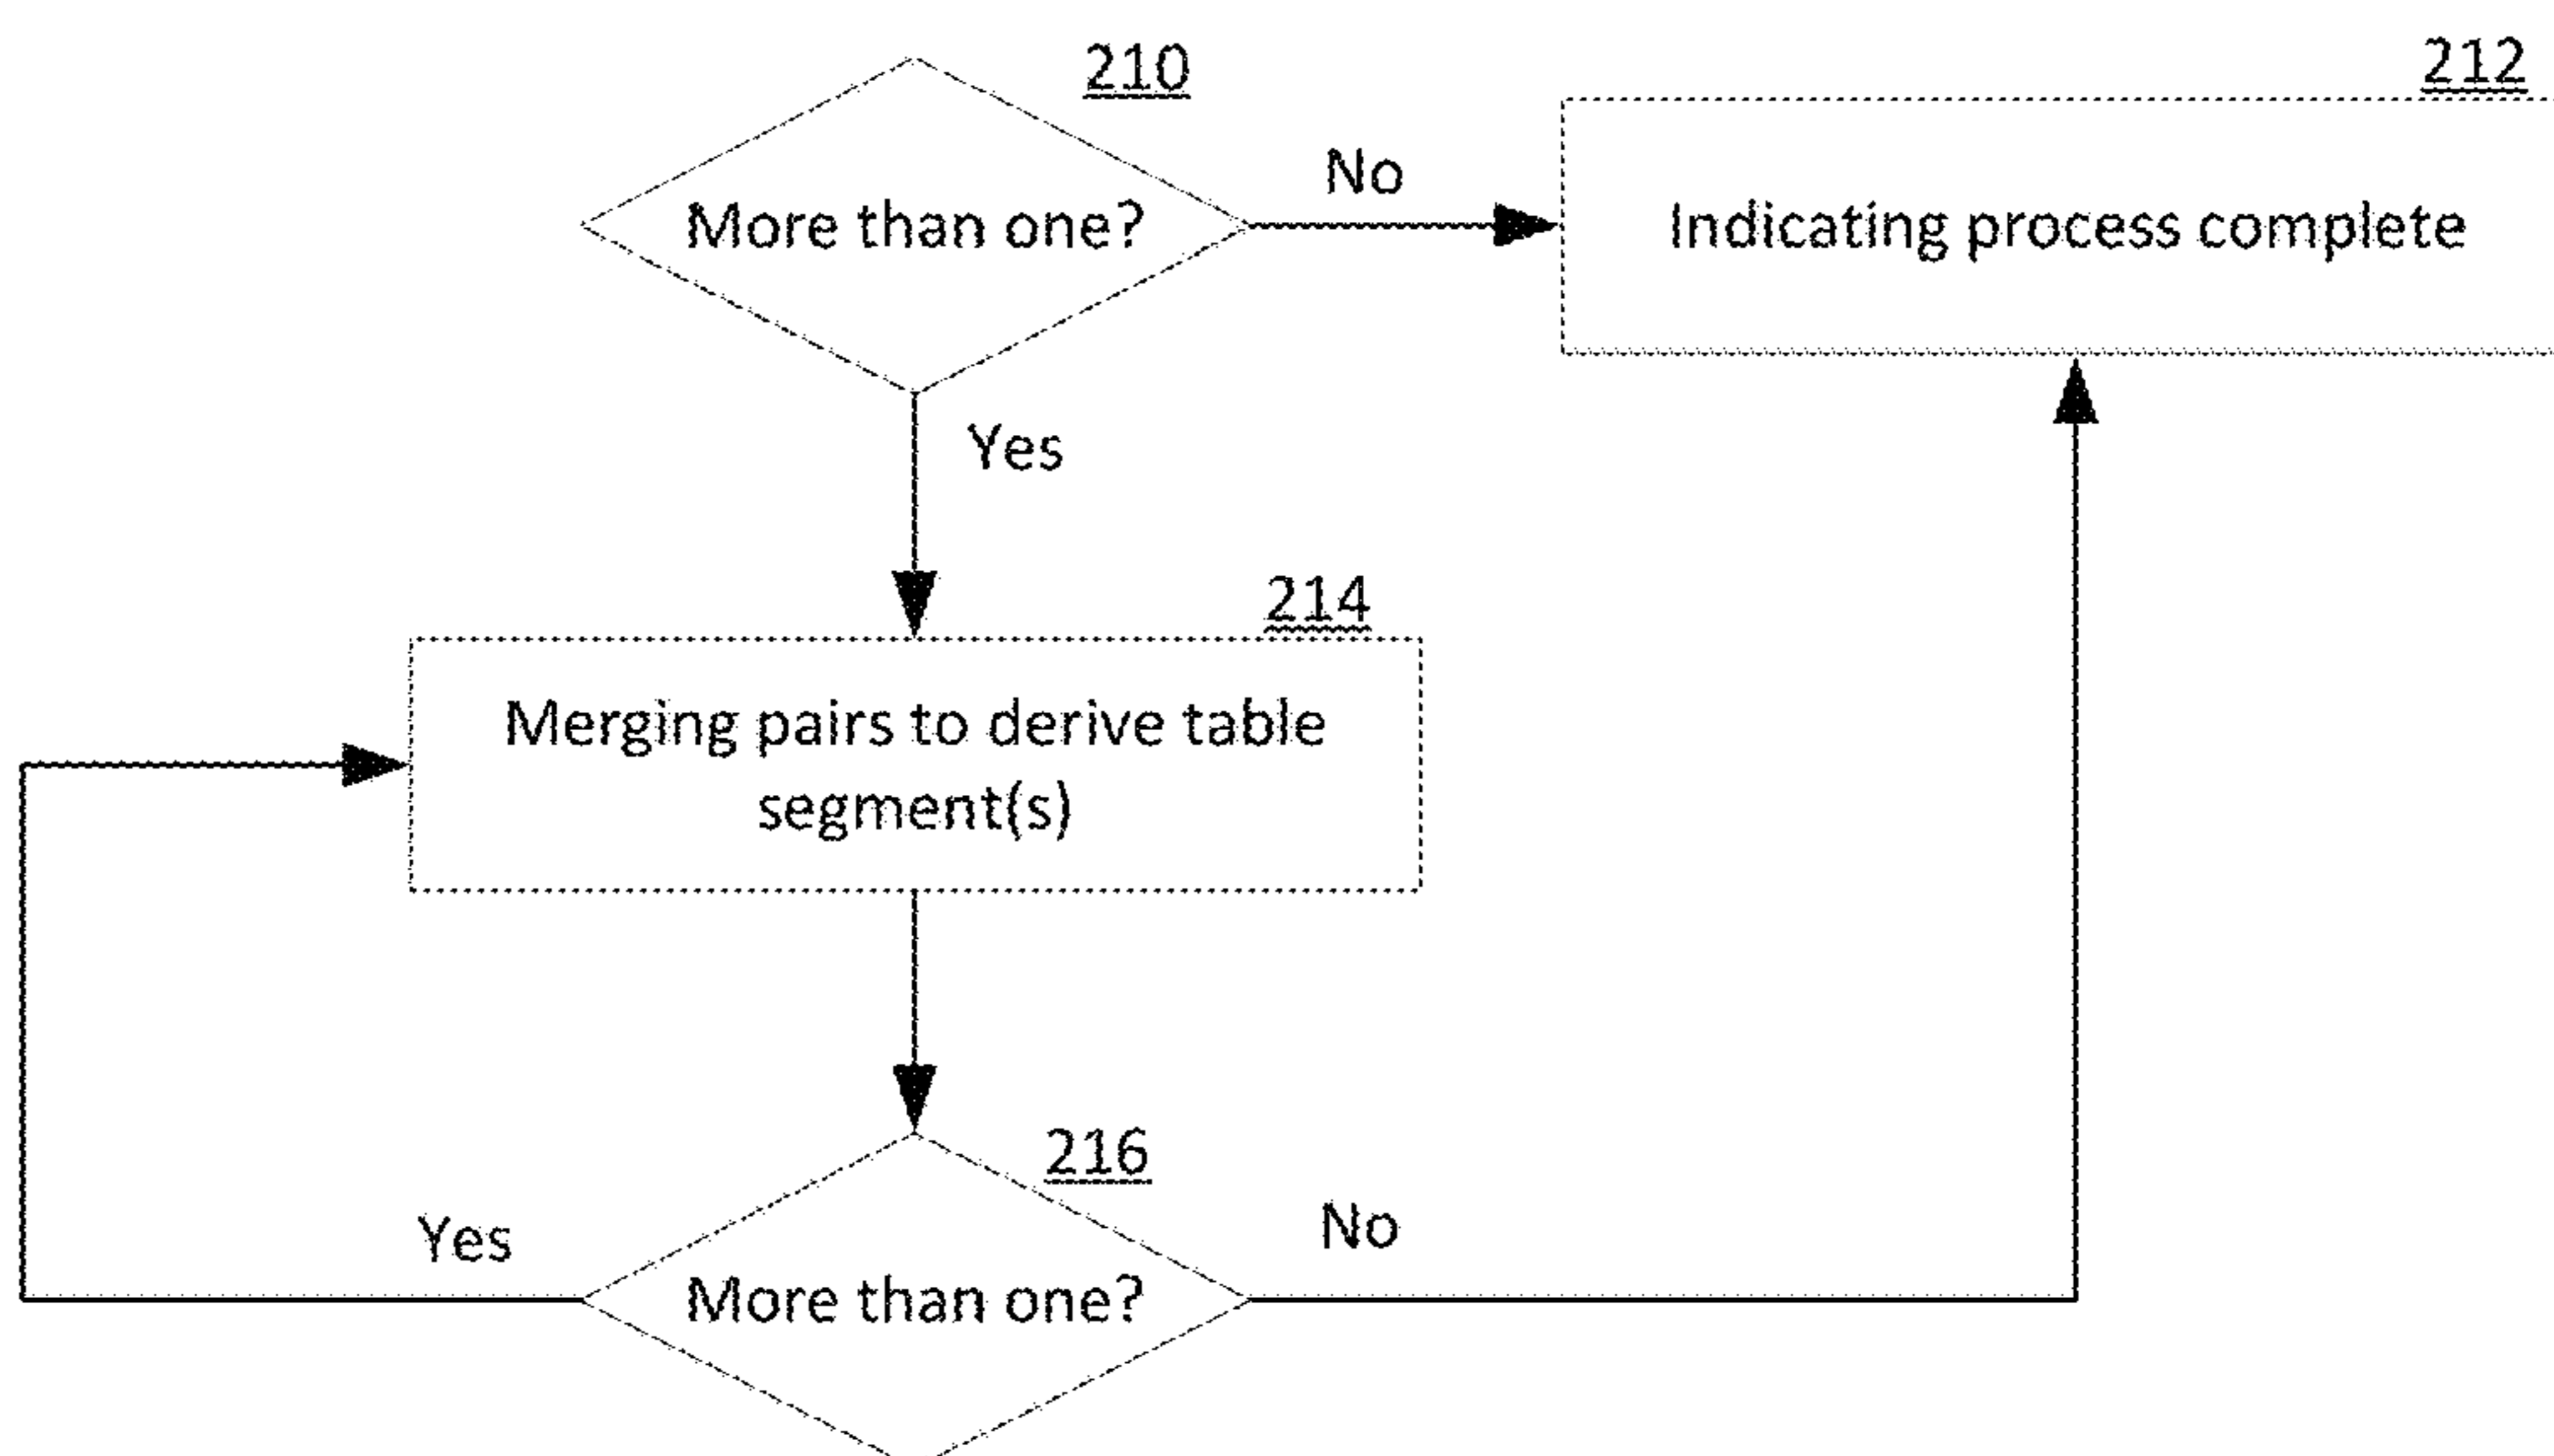 210
212
No
More than one?
Indicating process complete
Yes
214
Merging pairs to derive table
segment(s)
216
Yes
No
More than one?